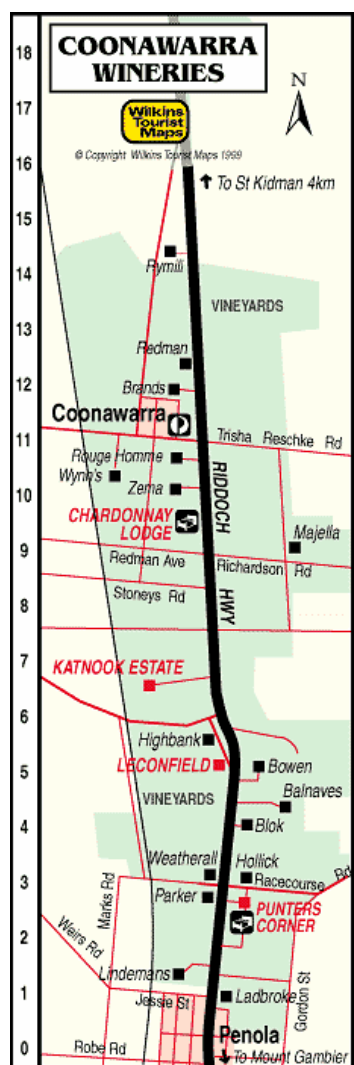 COONAWARRA
WINERIES
18
17
Wilkins
Tourist
Maps
N
© Copyright Wilkins Tourist Maps 1999
16
To St Kidman 4km
15
Rymill
14
VINEYARDS
13
Redman
12
Brands
Coonawarra
11
Trisha Reschke Rd
Rouge Homme
Wynn's
RIDDOCH
10
Zema
CHARDONNAY
LODGE
Majella
9
Redman Ave
Richardson Rd
Stoneys Rd
HWY
8
7
KATNOOK ESTATE
6
Highbank
LECONFIELD
Bowen
5
VINEYARDS
Balnaves
4
Blok
Weatherall
Hollick
3
Racecourse Rd
Marks Rd
Parker
PUNTERS
CORNER
2
Weirs Rd
Lindemans
Gordon St
1
Jessie St
Ladbroke
Penola
0
Robe Rd
To Mount Gambier